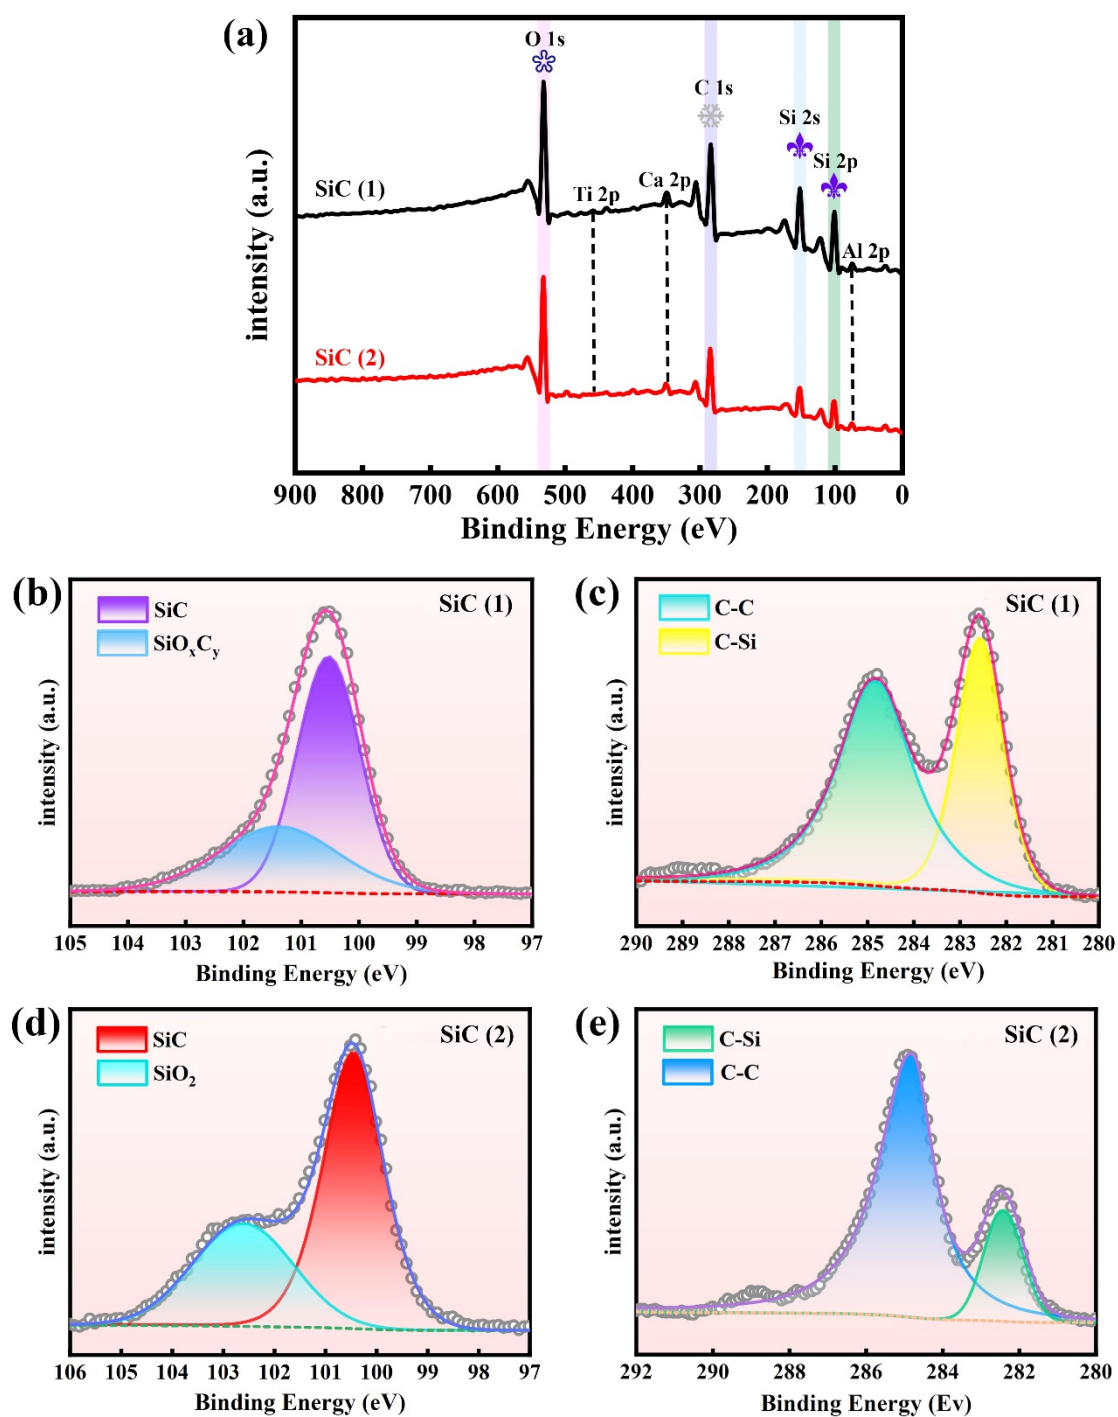 (a)
O 1s
C 1s
Si 2s
Si 2p
SiC (1)
Ti 2p
Ca 2p
Al 2p
SiC (2)
intensity (a.u.)
900 800 700 600 500 400 300 200 100 0
Binding Energy (eV)
(b)
SiC
SiOxCy
SiC (1)
intensity (a.u.)
105 104 103 102 101 100 99 98 97
Binding Energy (eV)
(c)
C-C
C-Si
SiC (1)
intensity (a.u.)
290 289 288 287 286 285 284 283 282 281 280
Binding Energy (eV)
(d)
SiC
SiO2
SiC (2)
intensity (a.u.)
106 105 104 103 102 101 100 99 98 97
Binding Energy (eV)
(e)
C-Si
C-C
SiC (2)
intensity (a.u.)
292 290 288 286 284 282 280
Binding Energy (Ev)